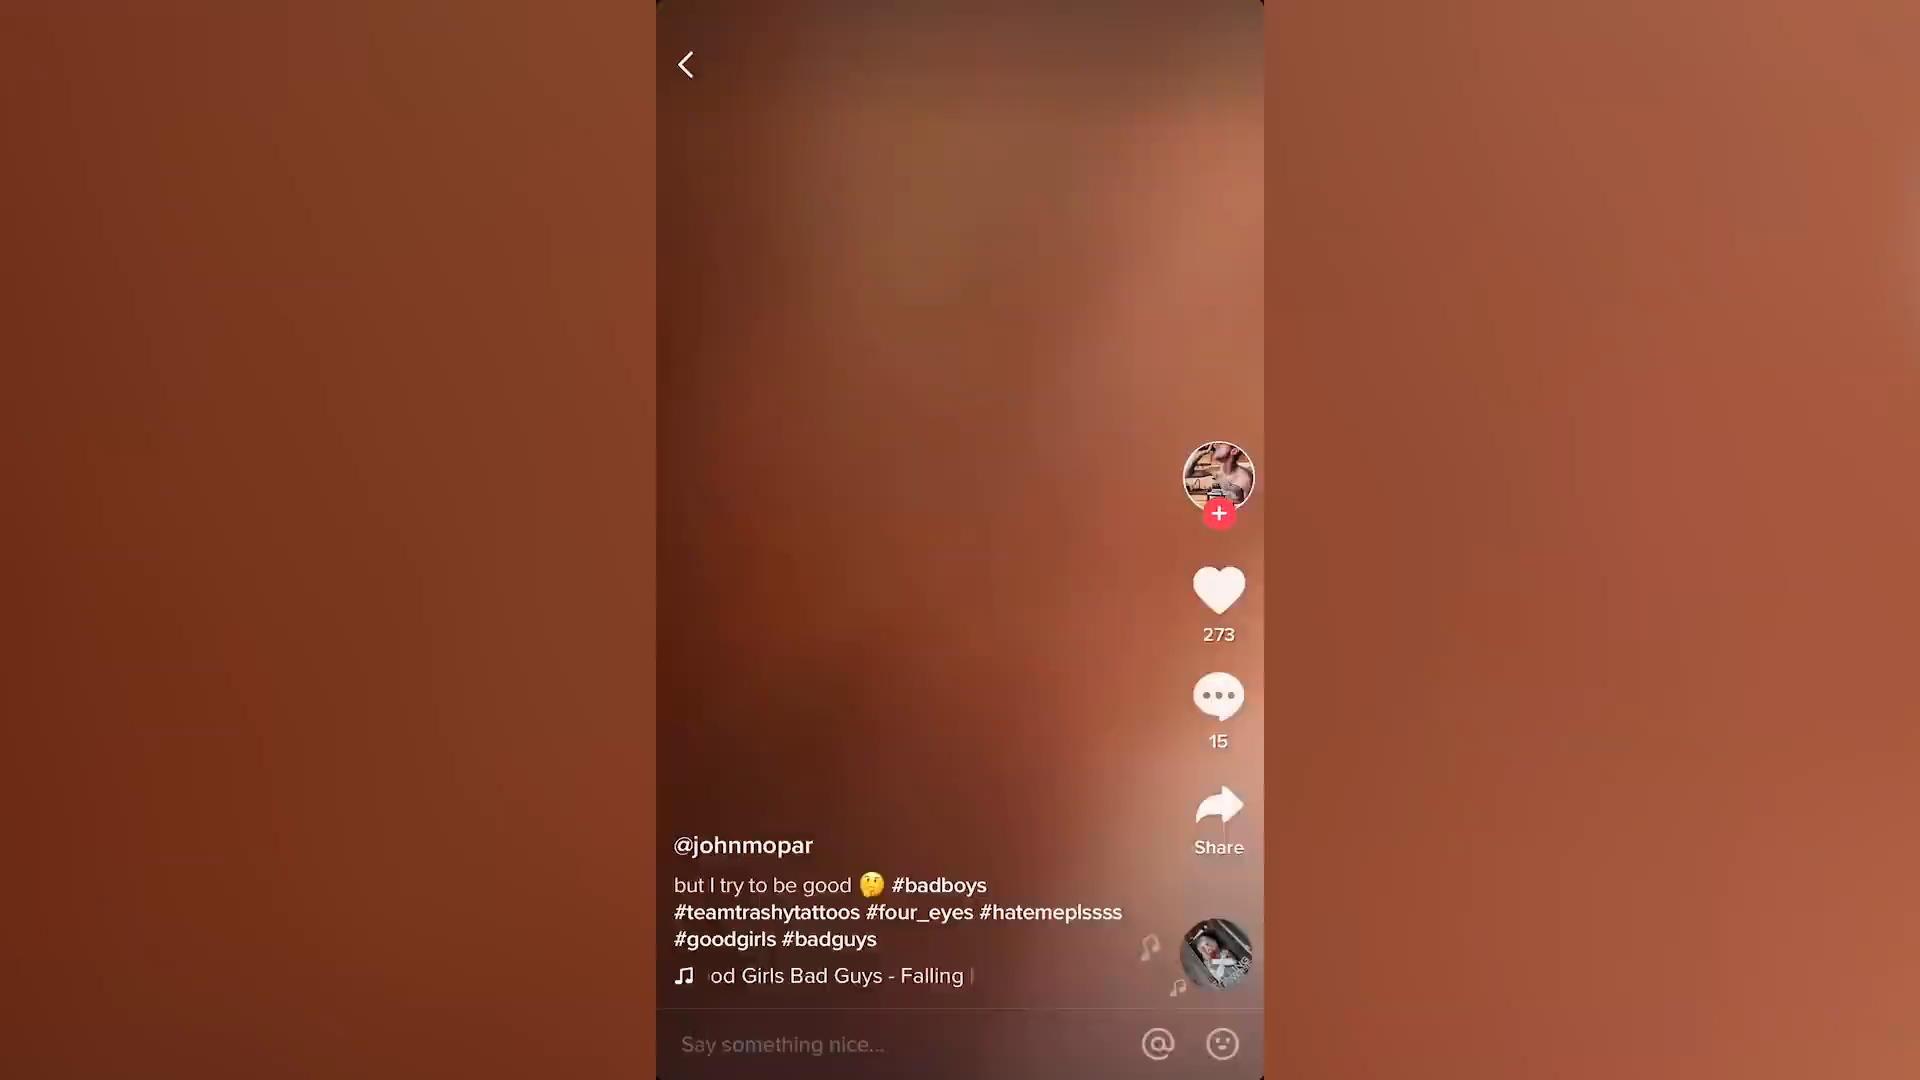 273
15
Share
@johnmopar
but I try to be good 🤔 #badboys
#teamtrashytattoos #four_eyes #hatemeplssss
#goodgirls #badguys
od Girls Bad Guys - Falling
Say something nice...